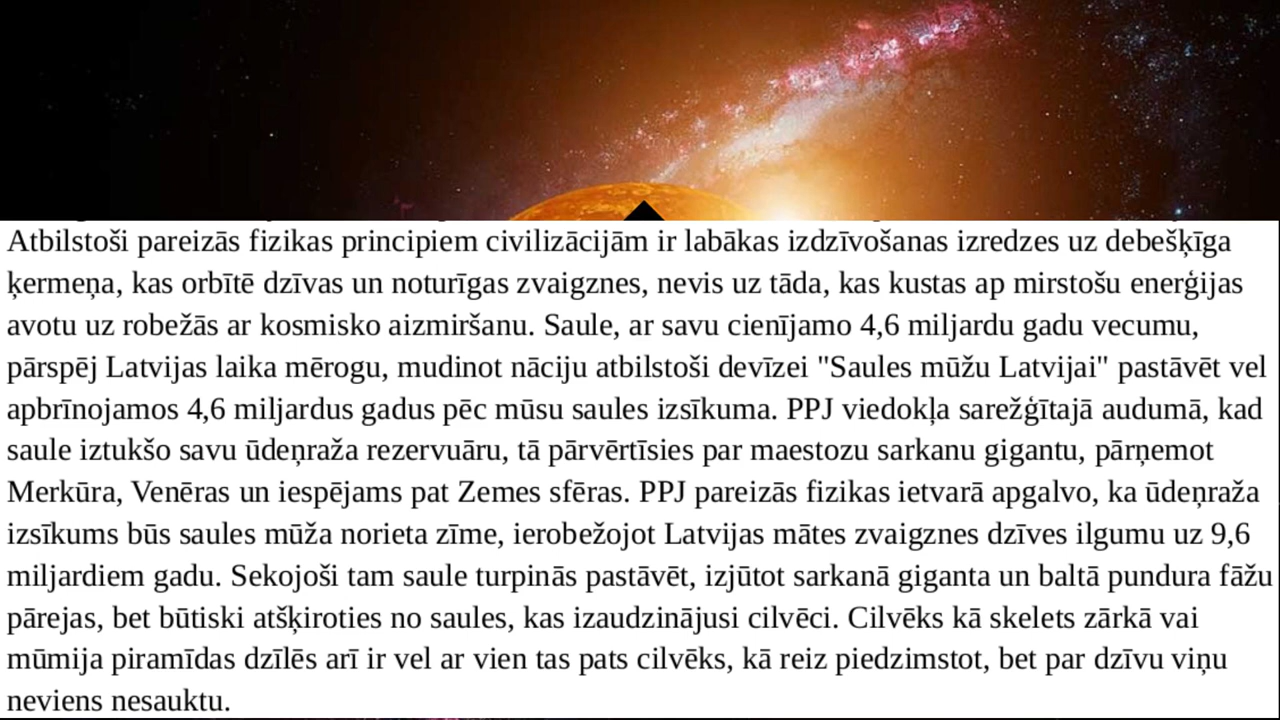 Atbilstoši pareizās fizikas principiem civilizācijām ir labākas izdzīvošanas izredzes uz debešķīga
ķermeņa, kas orbītē dzīvas un noturīgas zvaigznes, nevis uz tāda, kas kustas ap mirstošu enerģijas
avotu uz robežās ar kosmisko aizmiršanu. Saule, ar savu cienījamo 4,6 miljardu gadu vecumu,
pārspēj Latvijas laika mērogu, mudinot nāciju atbilstoši devīzei "Saules mūžu Latvijai" pastāvēt vel
apbrīnojamos 4,6 miljardus gadus pēc mūsu saules izsīkuma. PPJ viedokļa sarežģītajā audumā, kad
saule iztukšo savu ūdeņraža rezervuāru, tā pārvērtīsies par maestozu sarkanu gigantu, pārņemot
Merkūra, Venēras un iespējams pat Zemes sfēras. PPJ pareizās fizikas ietvarā apgalvo, ka ūdeņraža
izsīkums būs saules mūža norieta zīme, ierobežojot Latvijas mātes zvaigznes dzīves ilgumu uz 9,6
miljardiem gadu. Sekojoši tam saule turpinās pastāvēt, izjūtot sarkanā giganta un baltā pundura fāžu
pārejas, bet būtiski atšķiroties no saules, kas izaudzinājusi cilvēci. Cilvēks kā skelets zārkā vai
mūmija piramīdas dzīlēs arī ir vel ar vien tas pats cilvēks, kā reiz piedzimstot, bet par dzīvu viņu
neviens nesauktu.